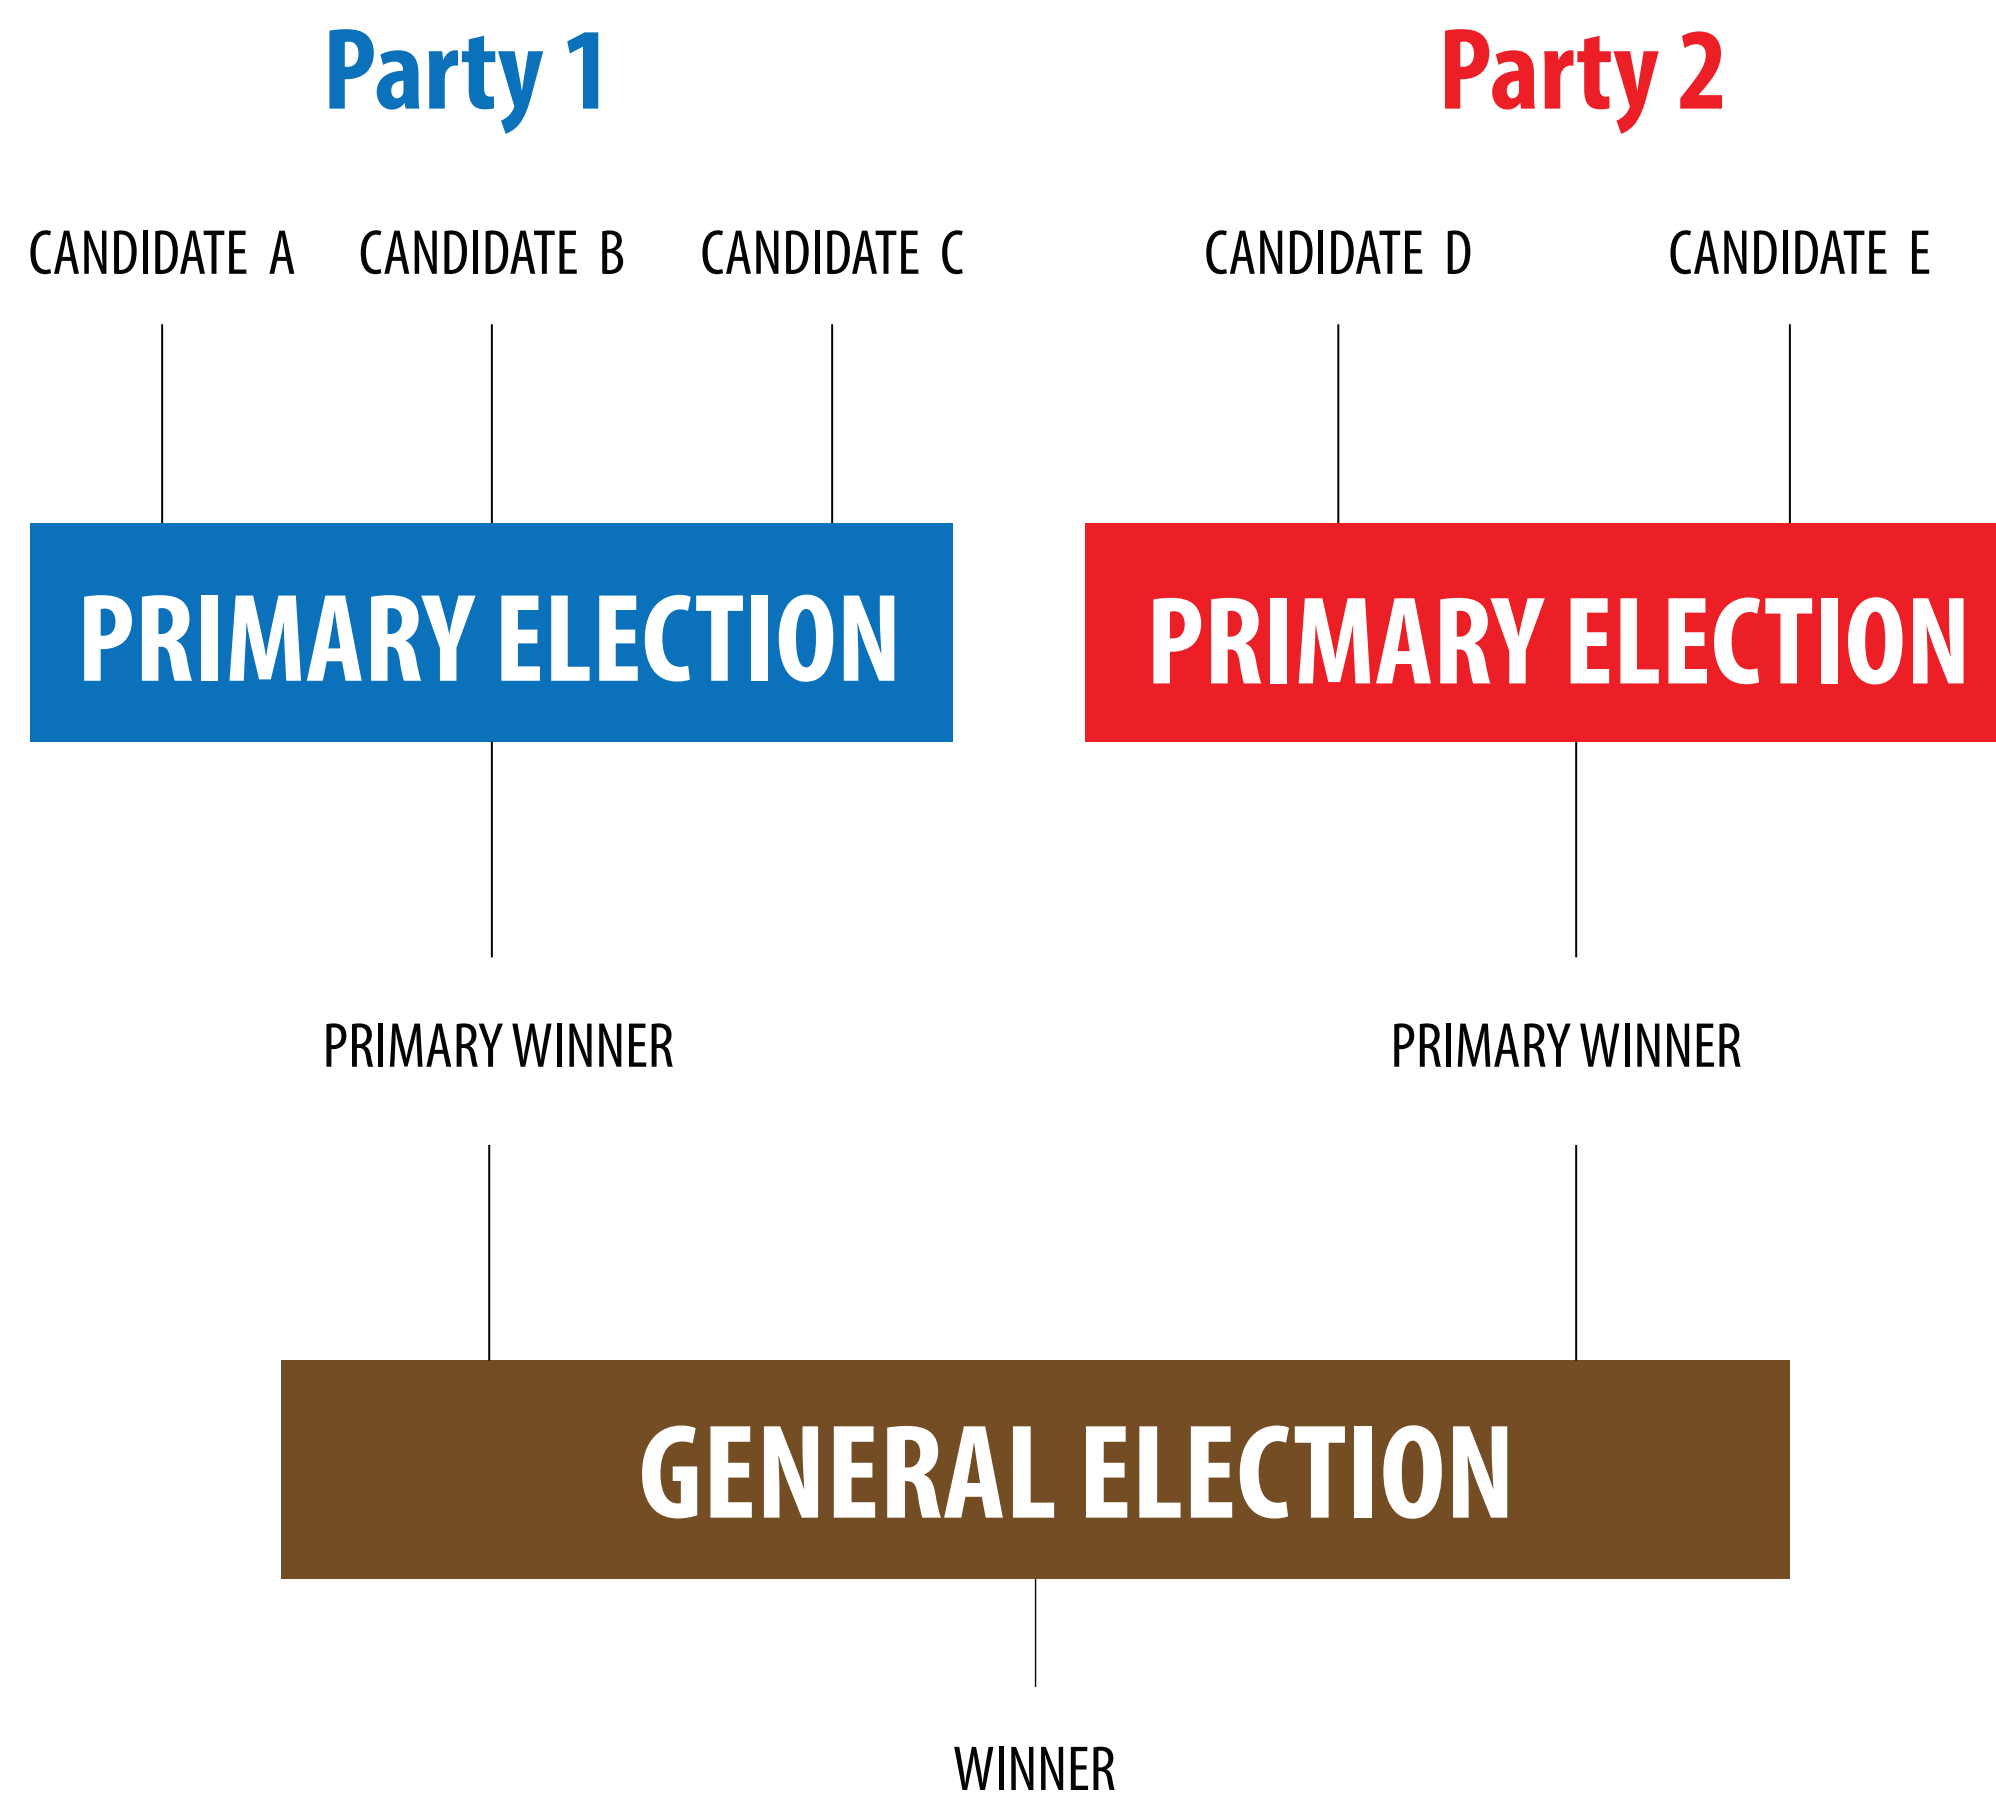 Party 1
Party 2
CANDIDATE A
CANDIDATE B
CANDIDATE C
CANDIDATE D
CANDIDATE E
PRIMARY ELECTION
PRIMARY ELECTION
PRIMARY WINNER
PRIMARY WINNER
GENERAL ELECTION
WINNER